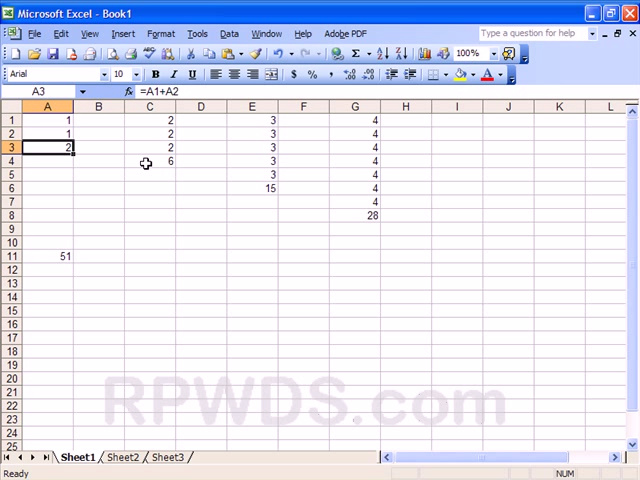 Microsoft Excel - Book1
File Edit View Insert Format Tools Data Window Help Adobe PDF Type a question for help
Σ 100%
Arial 10 B I U $ % ,
A3 fx =A1+A2
A B C D E F G H I J K L
1 1 2 3 4
2 1 2 3 4
3 2 2 3 4
4 6 3 4
5 3 4
6 15 4
7 4
8 28
9
10
11 51
12
13
14
15
16
17
18
19
20
21
22
23
24
25
RPWDS.com
Sheet1 Sheet2 Sheet3
Ready NUM